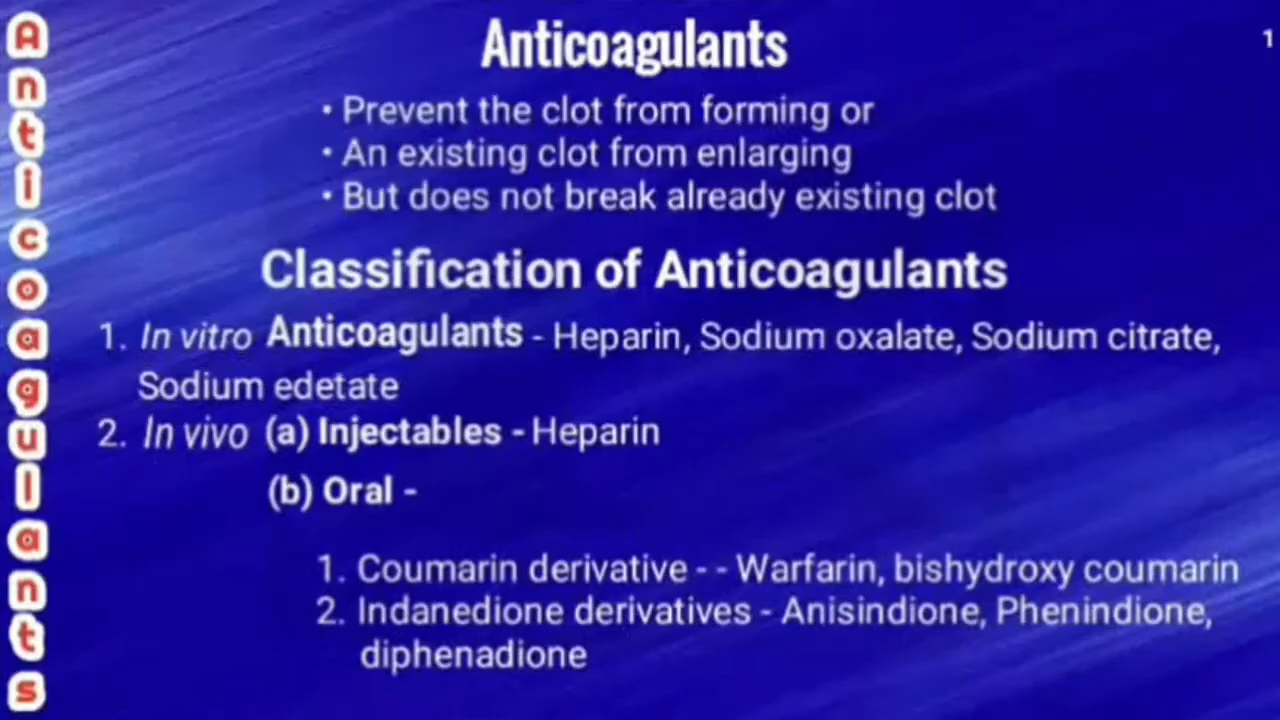 Anticoagulants
1
Anticoagulants
• Prevent the clot from forming or
• An existing clot from enlarging
• But does not break already existing clot
Classification of Anticoagulants
1. In vitro Anticoagulants - Heparin, Sodium oxalate, Sodium citrate,
Sodium edetate
2. In vivo (a) Injectables - Heparin
(b) Oral -
1. Coumarin derivative - - Warfarin, bishydroxy coumarin
2. Indanedione derivatives - Anisindione, Phenindione,
diphenadione